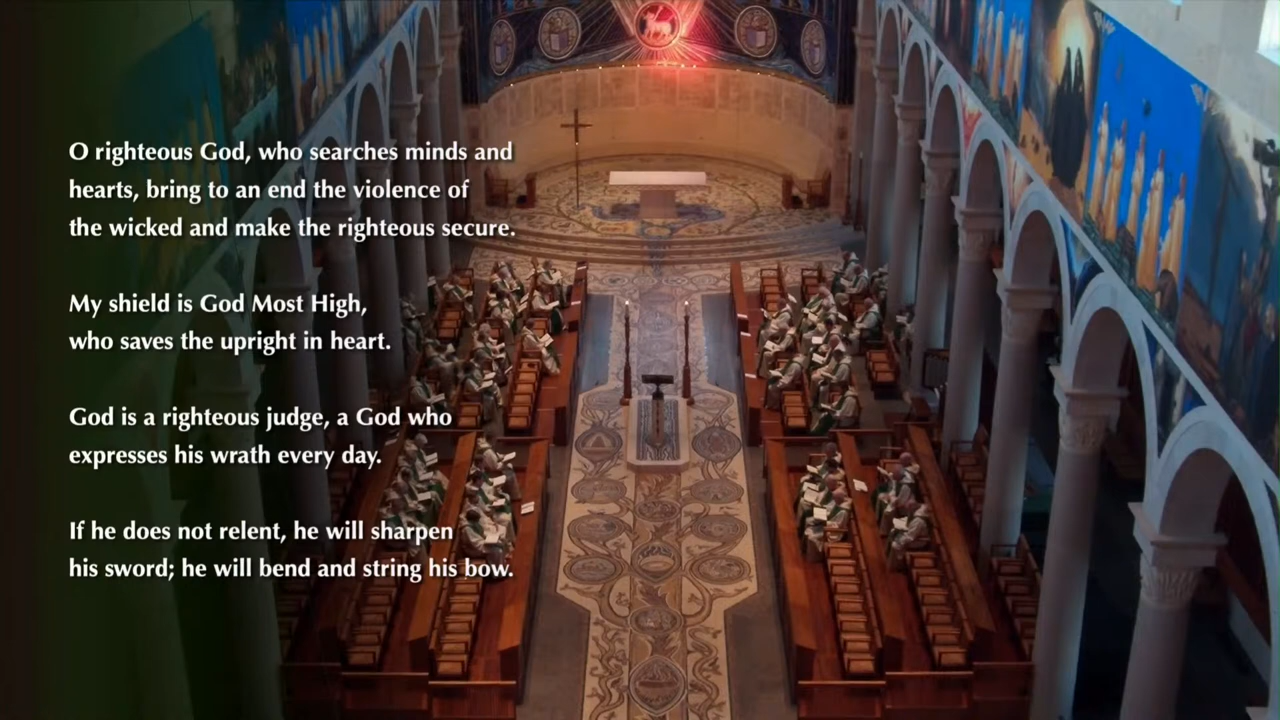 O righteous God, who searches minds and
hearts, bring to an end the violence of
the wicked and make the righteous secure.
My shield is God Most High,
who saves the upright in heart.
God is a righteous judge, a God who
expresses his wrath every day.
If he does not relent, he will sharpen
his sword; he will bend and string his bow.